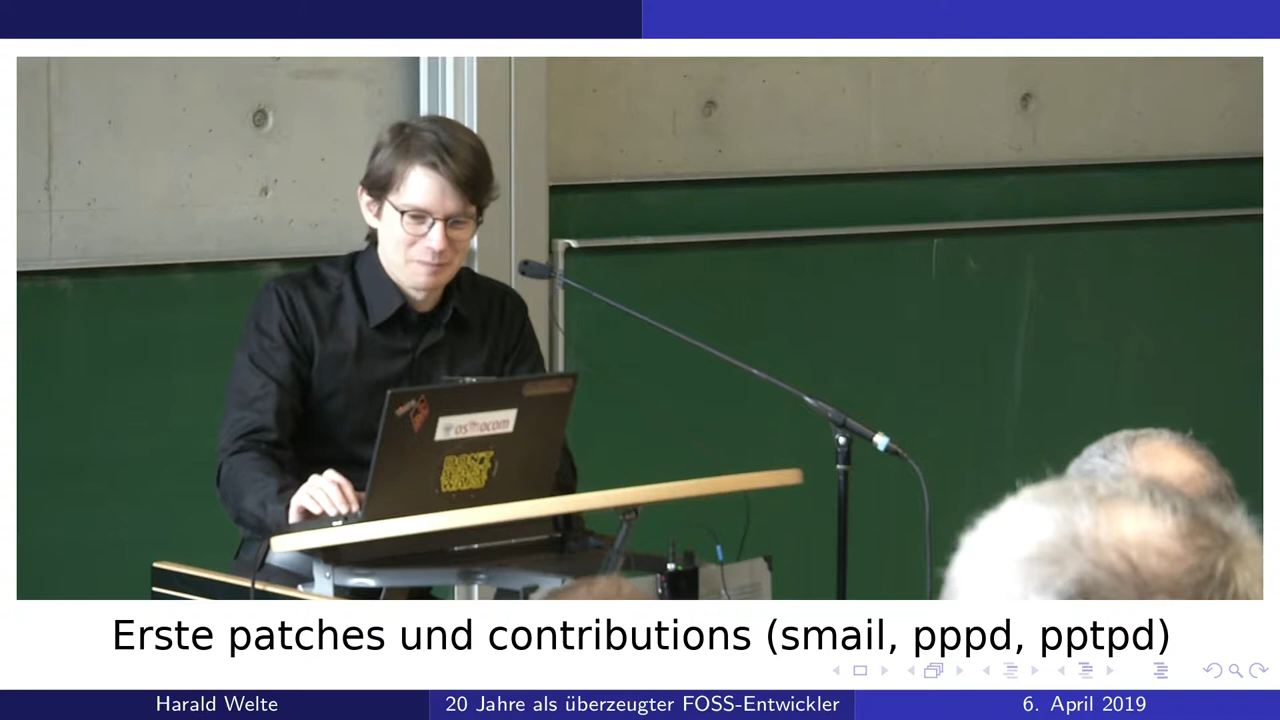 osmocom
Erste patches und contributions (smail, pppd, pptpd)
Harald Welte
20 Jahre als überzeugter FOSS-Entwickler
6. April 2019